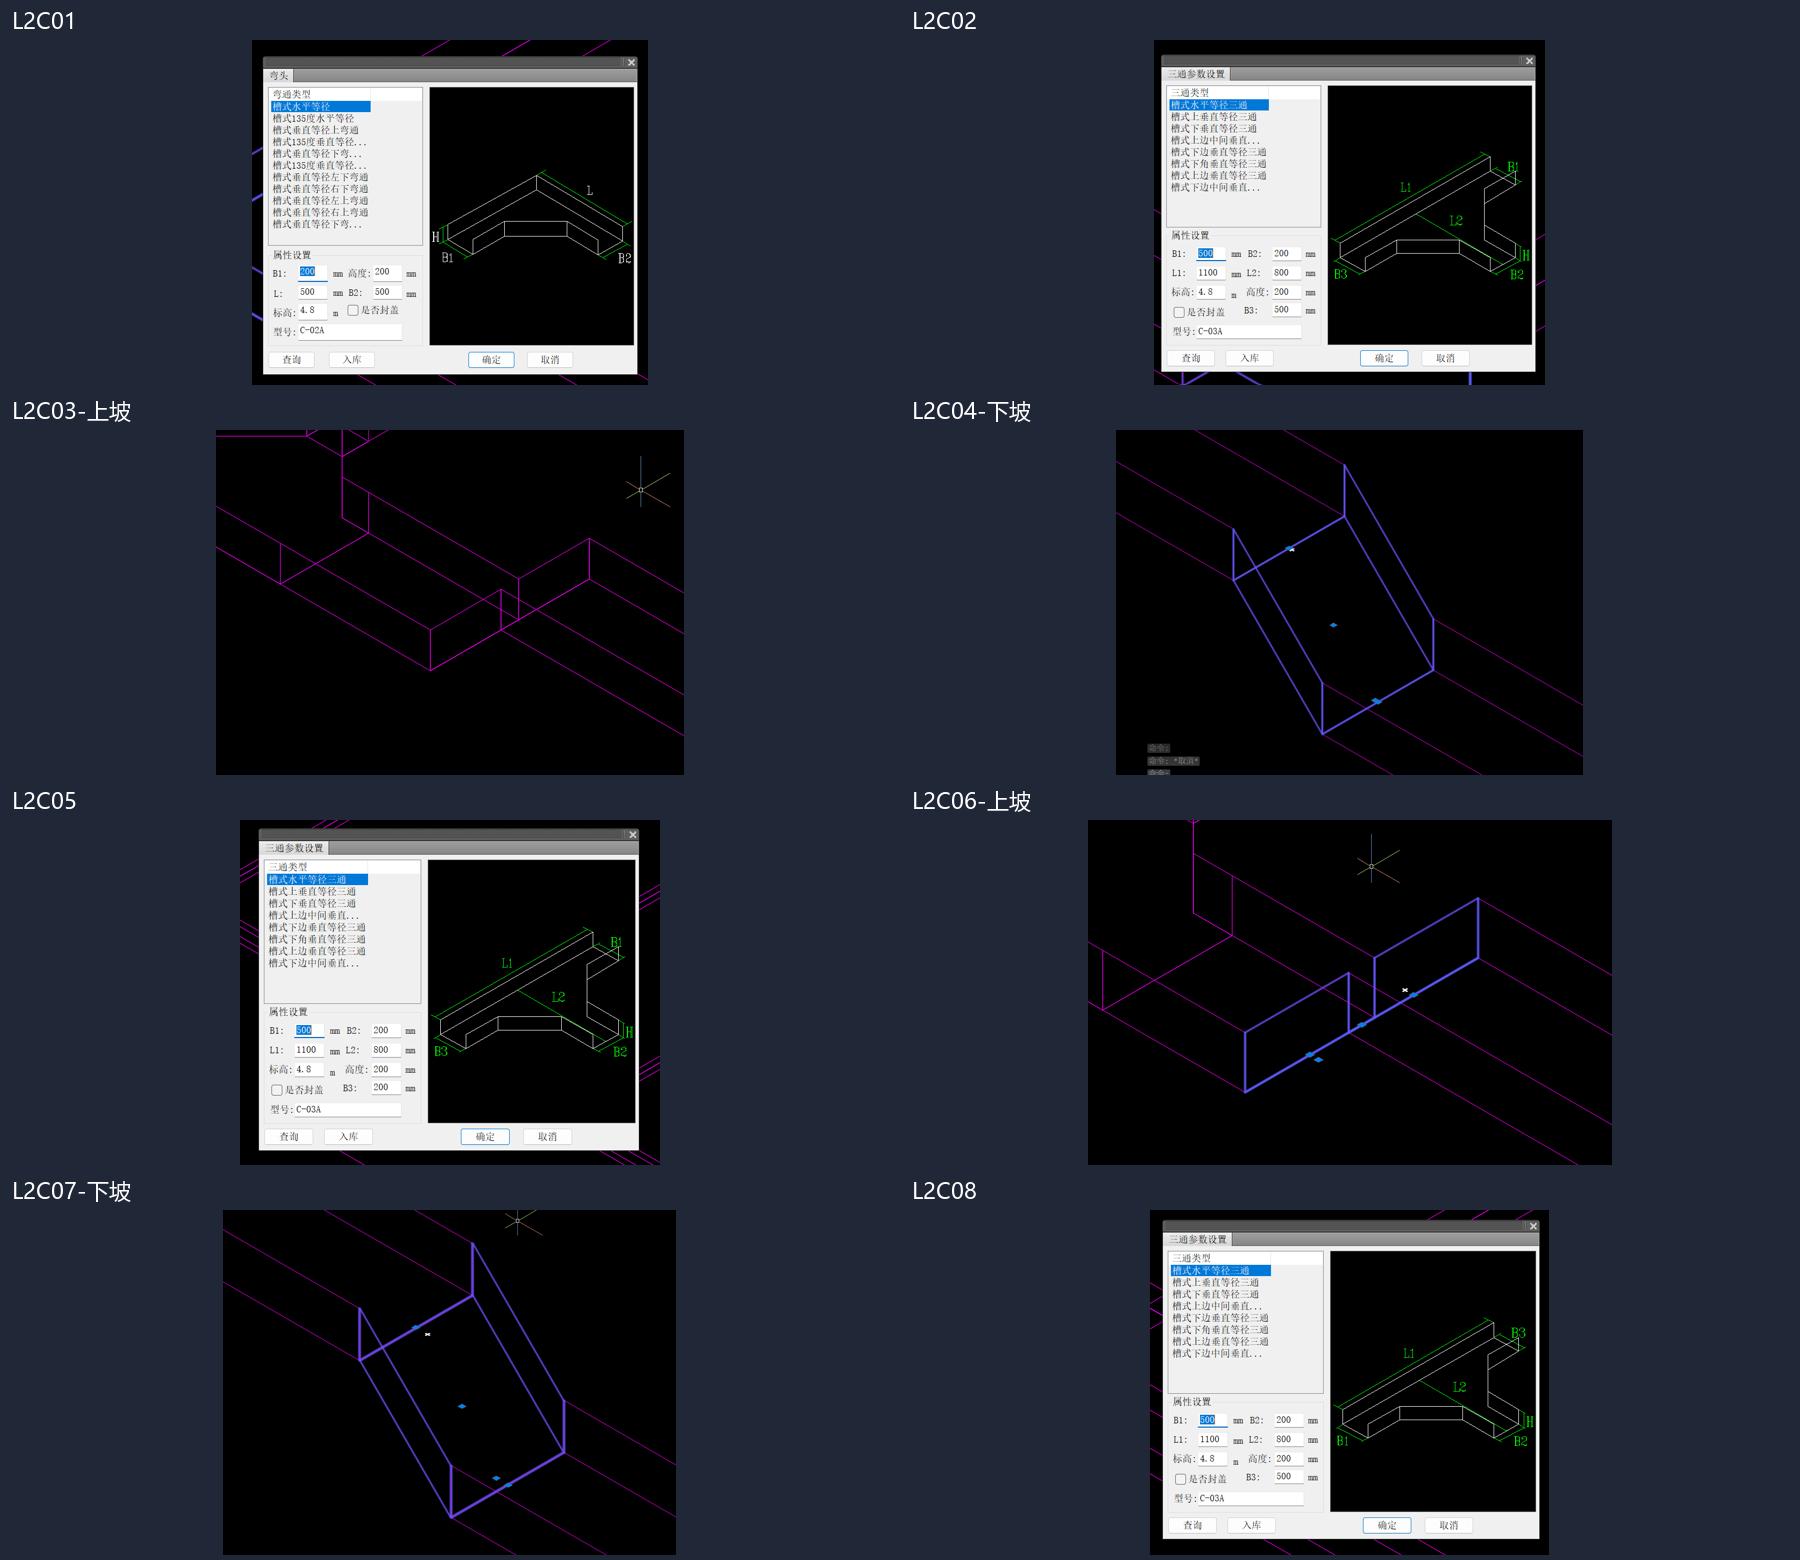 L2C01
弯头
弯通类型
槽式水平等径
槽式135度水平等径
槽式垂直等径上弯通
槽式135度垂直等径...
槽式垂直等径下弯...
槽式135度垂直等径...
槽式垂直等径左下弯通
槽式垂直等径右下弯通
槽式垂直等径左上弯通
槽式垂直等径右上弯通
槽式垂直等径下弯...
属性设置
B1: 200 mm 高度: 200 mm
L: 500 mm B2: 500 mm
标高: 4.8 m 是否封盖
型号: C-02A
查询 入库 确定 取消
L
H
B1
B2
L2C02
三通参数设置
三通类型
槽式水平等径三通
槽式上垂直等径三通
槽式下垂直等径三通
槽式上边中间垂直...
槽式下边垂直等径三通
槽式下角垂直等径三通
槽式上边垂直等径三通
槽式下边中间垂直...
属性设置
B1: 500 mm B2: 200 mm
L1: 1100 mm L2: 800 mm
标高: 4.8 m 高度: 200 mm
是否封盖 B3: 500 mm
型号: C-03A
查询 入库 确定 取消
B1
L1
L2
H
B3
B2
L2C03-上坡
L2C04-下坡
命令:
命令: *取消*
命令:
L2C05
三通参数设置
三通类型
槽式水平等径三通
槽式上垂直等径三通
槽式下垂直等径三通
槽式上边中间垂直...
槽式下边垂直等径三通
槽式下角垂直等径三通
槽式上边垂直等径三通
槽式下边中间垂直...
属性设置
B1: 500 mm B2: 200 mm
L1: 1100 mm L2: 800 mm
标高: 4.8 m 高度: 200 mm
是否封盖 B3: 200 mm
型号: C-03A
查询 入库 确定 取消
B1
L1
L2
H
B3
B2
L2C06-上坡
L2C07-下坡
L2C08
三通参数设置
三通类型
槽式水平等径三通
槽式上垂直等径三通
槽式下垂直等径三通
槽式上边中间垂直...
槽式下边垂直等径三通
槽式下角垂直等径三通
槽式上边垂直等径三通
槽式下边中间垂直...
属性设置
B1: 500 mm B2: 200 mm
L1: 1100 mm L2: 800 mm
标高: 4.8 m 高度: 200 mm
是否封盖 B3: 500 mm
型号: C-03A
查询 入库 确定 取消
B3
L1
L2
H
B1
B2